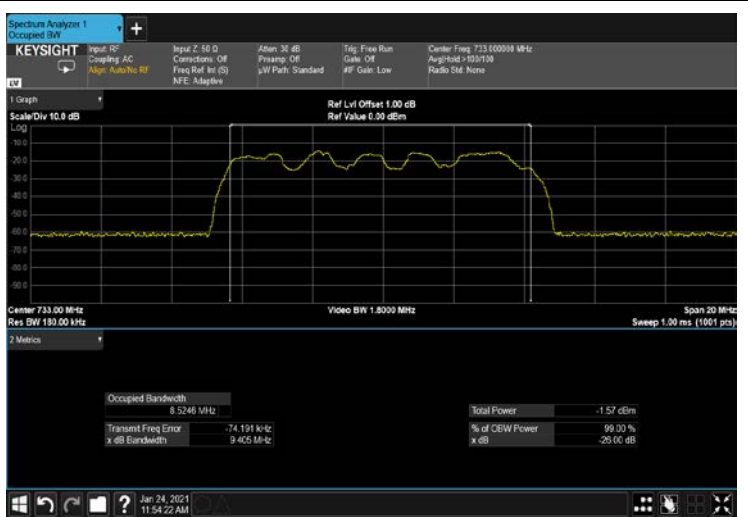 Spectrum Analyzer 1
Occupied BW
KEYSIGHT
Input: RF
Coupling: AC
Align: Auto/No RF
Input Z: 50 Ω
Corrections: Off
Freq Ref: Int (S)
NFE: Adaptive
Atten: 30 dB
Preamp: Off
µW Path: Standard
Trig: Free Run
Gate: Off
#IF Gain: Low
Center Freq: 733.000000 MHz
Avg|Hold:>100/100
Radio Std: None
1 Graph
Scale/Div 10.0 dB
Ref Lvl Offset 1.00 dB
Ref Value 0.00 dBm
Log
-10.0
-20.0
-30.0
-40.0
-50.0
-60.0
-70.0
-80.0
-90.0
Center 733.00 MHz
Res BW 180.00 kHz
Video BW 1.8000 MHz
Span 20 MHz
Sweep 1.00 ms (1001 pts)
2 Metrics
Occupied Bandwidth
8.5246 MHz
Transmit Freq Error -74.191 kHz
x dB Bandwidth 9.405 MHz
Total Power -1.57 dBm
% of OBW Power 99.00 %
x dB -26.00 dB
? Jan 24, 2021
11:54:22 AM